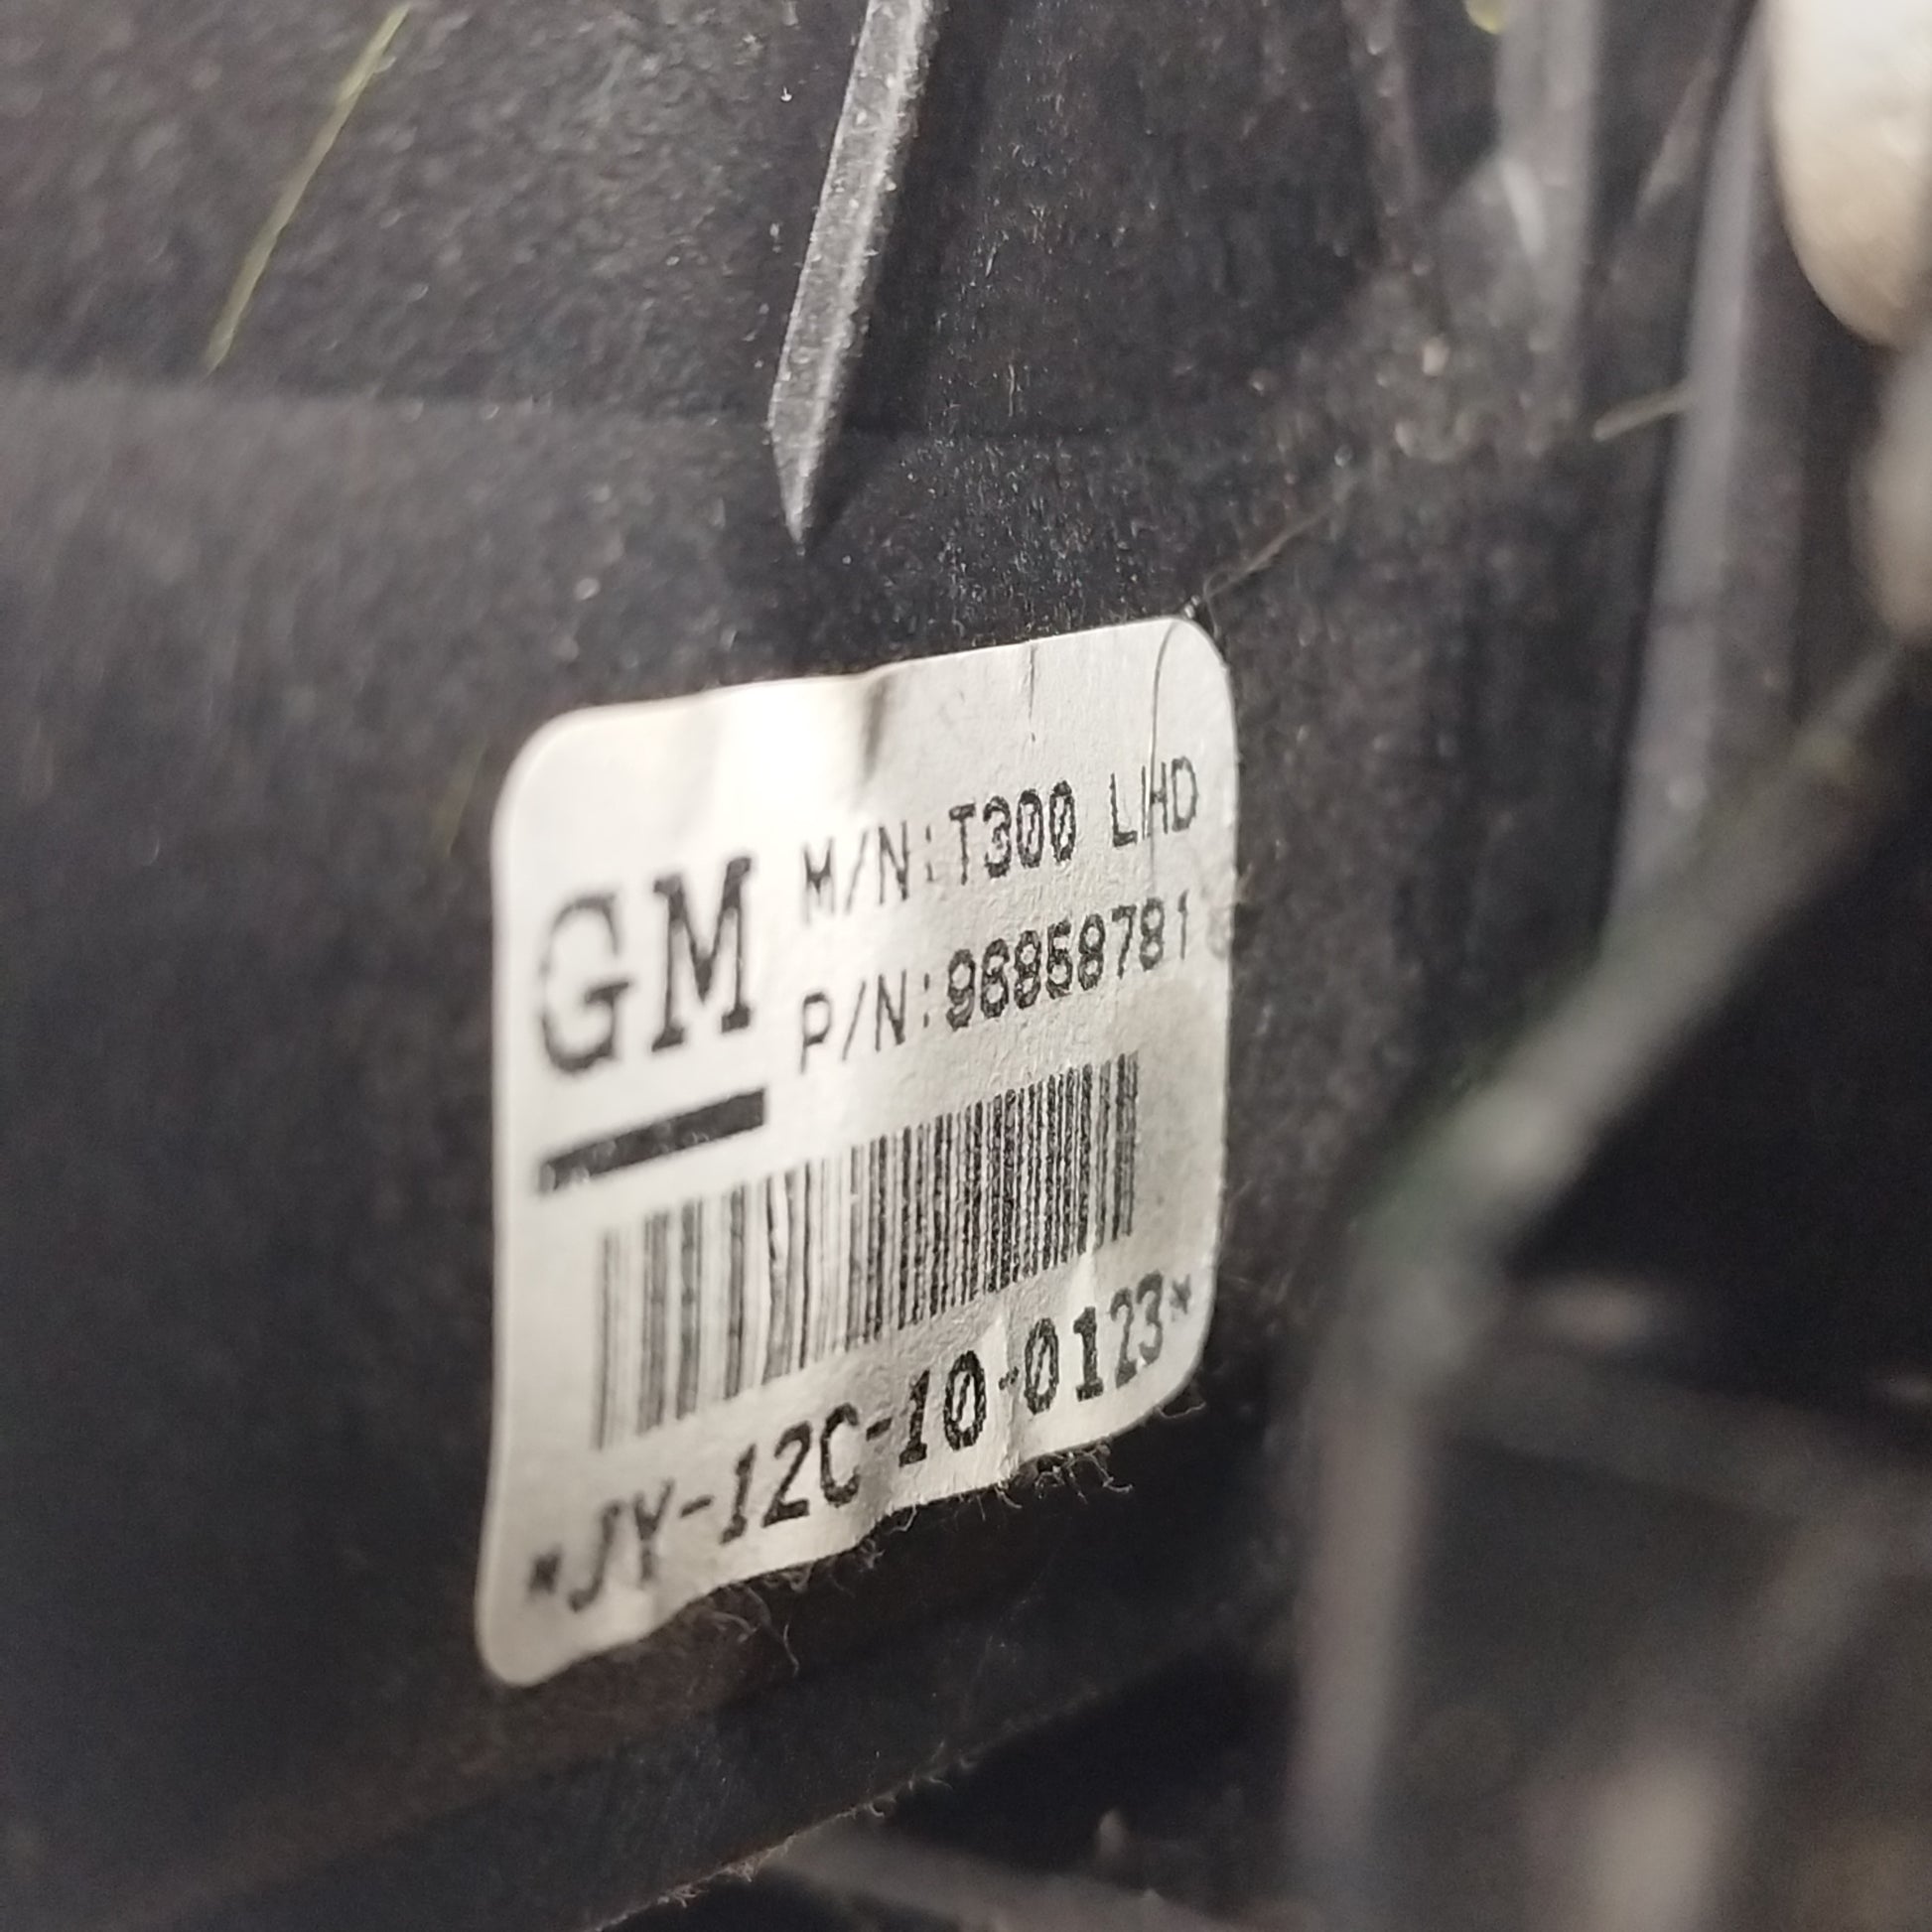 GM
M/N:T300 LHD
P/N:96858781
*JY-12C-10-0123*